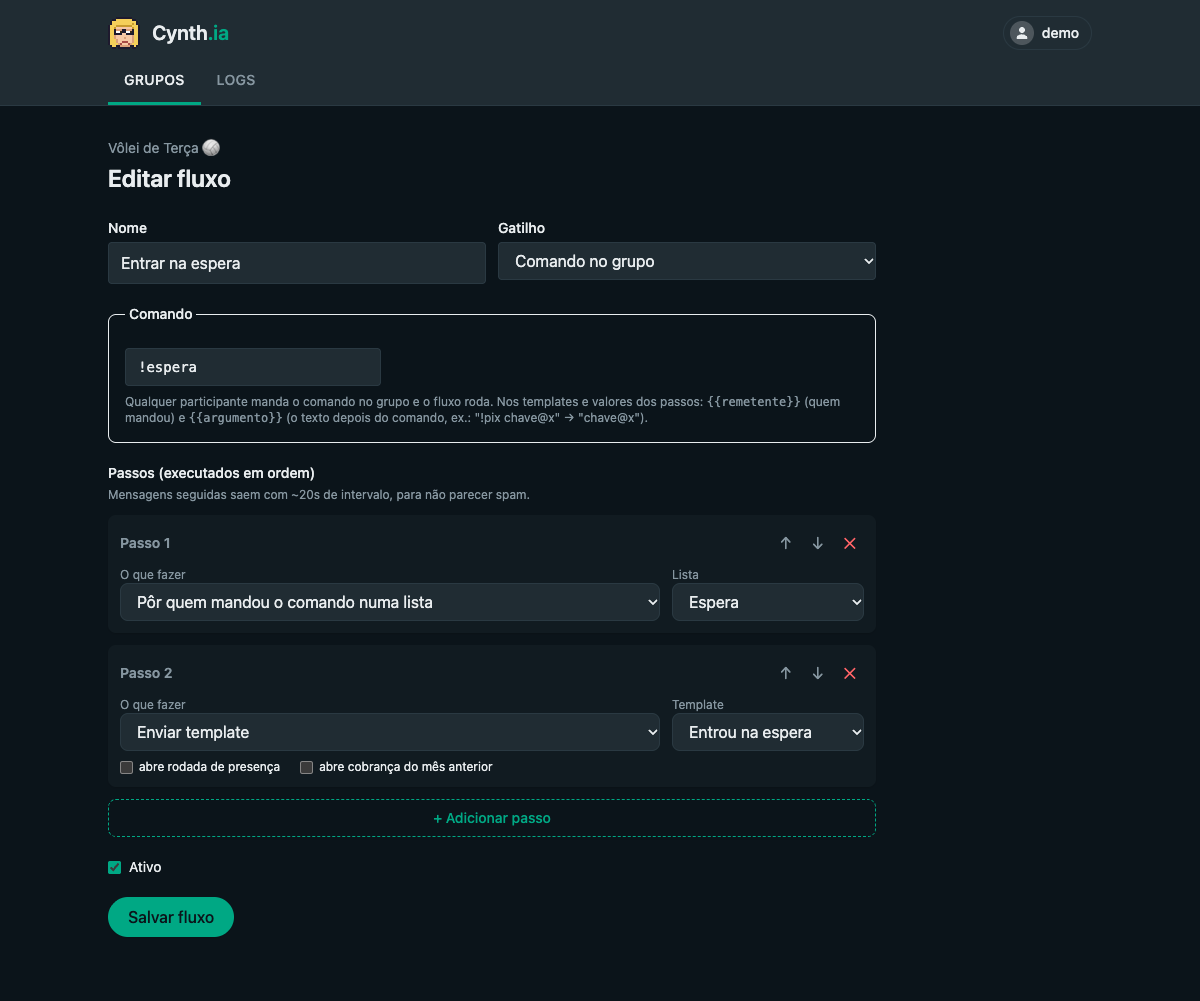 Cynth.ia
demo
GRUPOS LOGS
Vôlei de Terça
Editar fluxo
Nome Gatilho
Entrar na espera Comando no grupo
Comando
!espera
Qualquer participante manda o comando no grupo e o fluxo roda. Nos templates e valores dos passos: {{remetente}} (quem
mandou) e {{argumento}} (o texto depois do comando, ex.: "!pix chave@x" → "chave@x").
Passos (executados em ordem)
Mensagens seguidas saem com ~20s de intervalo, para não parecer spam.
Passo 1
O que fazer Lista
Pôr quem mandou o comando numa lista Espera
Passo 2
O que fazer Template
Enviar template Entrou na espera
abre rodada de presença abre cobrança do mês anterior
+ Adicionar passo
Ativo
Salvar fluxo